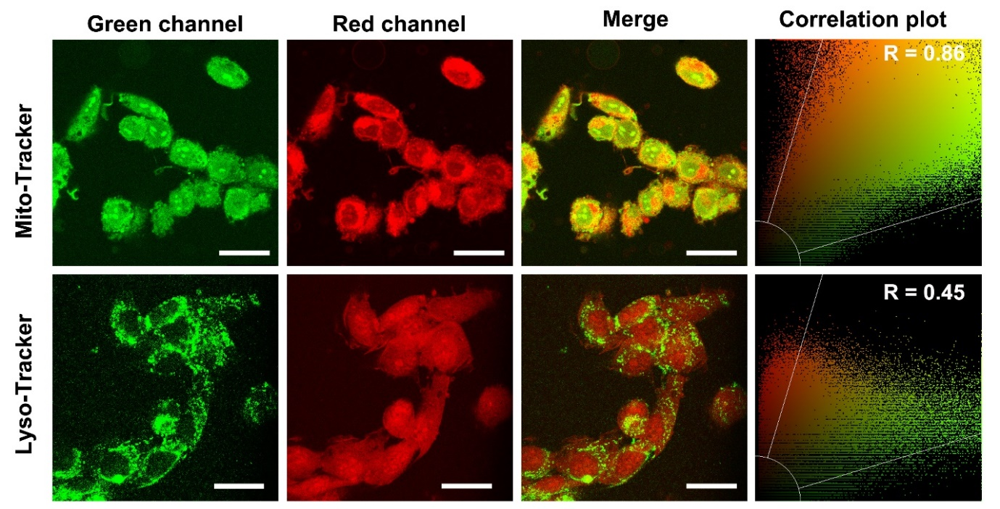 Green channel
Red channel
Merge
Correlation plot
Mito-Tracker
R = 0.86
Lyso-Tracker
R = 0.45